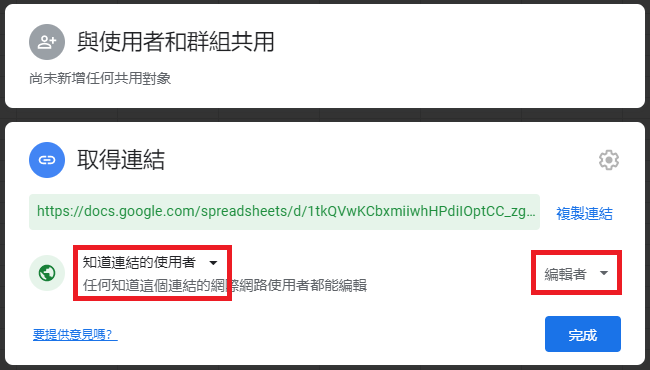 與使用者和群組共用
尚未新增任何共用對象
取得連結
https://docs.google.com/spreadsheets/d/1tkQVwKCbxmiiwhHPdiIOptCC_zg...
複製連結
知道連結的使用者
任何知道這個連結的網際網路使用者都能編輯
編輯者
要提供意見嗎？
完成